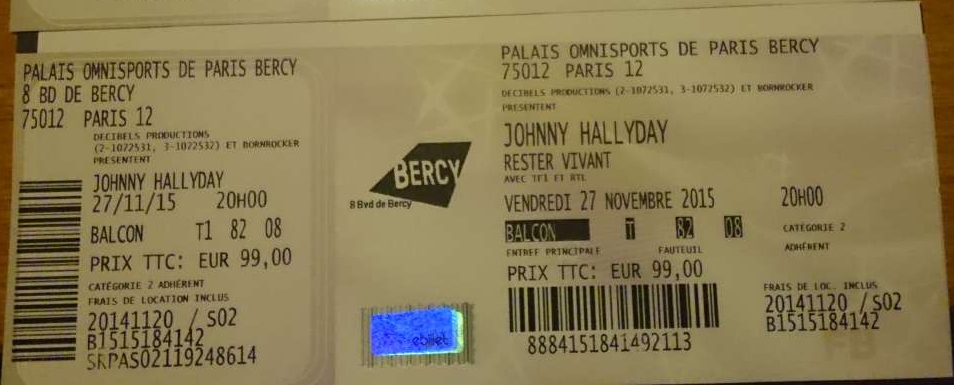 PALAIS OMNISPORTS DE PARIS BERCY
8 BD DE BERCY
75012 PARIS 12
DECIBELS PRODUCTIONS
(2-1072531, 3-1072532) ET BORNROCKER
PRESENTENT
JOHNNY HALLYDAY
27/11/15 20H00
BALCON T1 82 08
PRIX TTC: EUR 99,00
CATÉGORIE 2 ADHÉRENT
FRAIS DE LOCATION INCLUS
20141120 / S02
B1515184142
SRPAS02119248614
BERCY
8 Bvd de Bercy
ebillet
PALAIS OMNISPORTS DE PARIS BERCY
75012 PARIS 12
DECIBELS PRODUCTIONS (2-1072531, 3-1072532) ET BORNROCKER
PRESENTENT
JOHNNY HALLYDAY
RESTER VIVANT
AVEC TF1 ET RTL
VENDREDI 27 NOVEMBRE 2015 20H00
BALCON T 82 08 CATÉGORIE 2
ENTREE PRINCIPALE FAUTEUIL ADHÉRENT
PRIX TTC: EUR 99,00
FRAIS DE LOC. INCLUS
20141120 / S02
B1515184142
8884151841492113